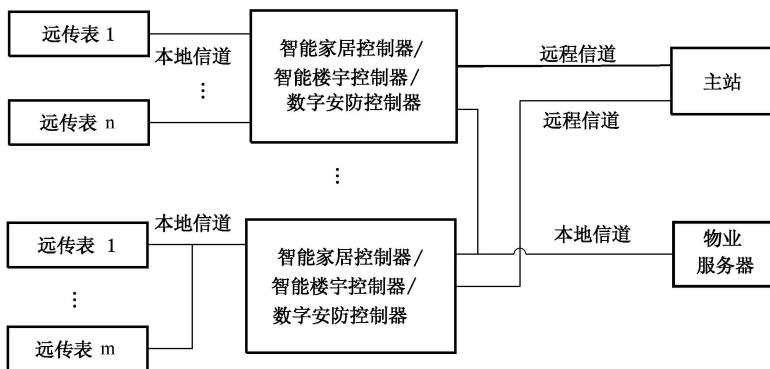 远传表 1
本地信道
⋮
远传表 n
智能家居控制器/
智能楼宇控制器/
数字安防控制器
远程信道
主站
远程信道
⋮
远传表 1
本地信道
⋮
远传表 m
智能家居控制器/
智能楼宇控制器/
数字安防控制器
本地信道
物业
服务器